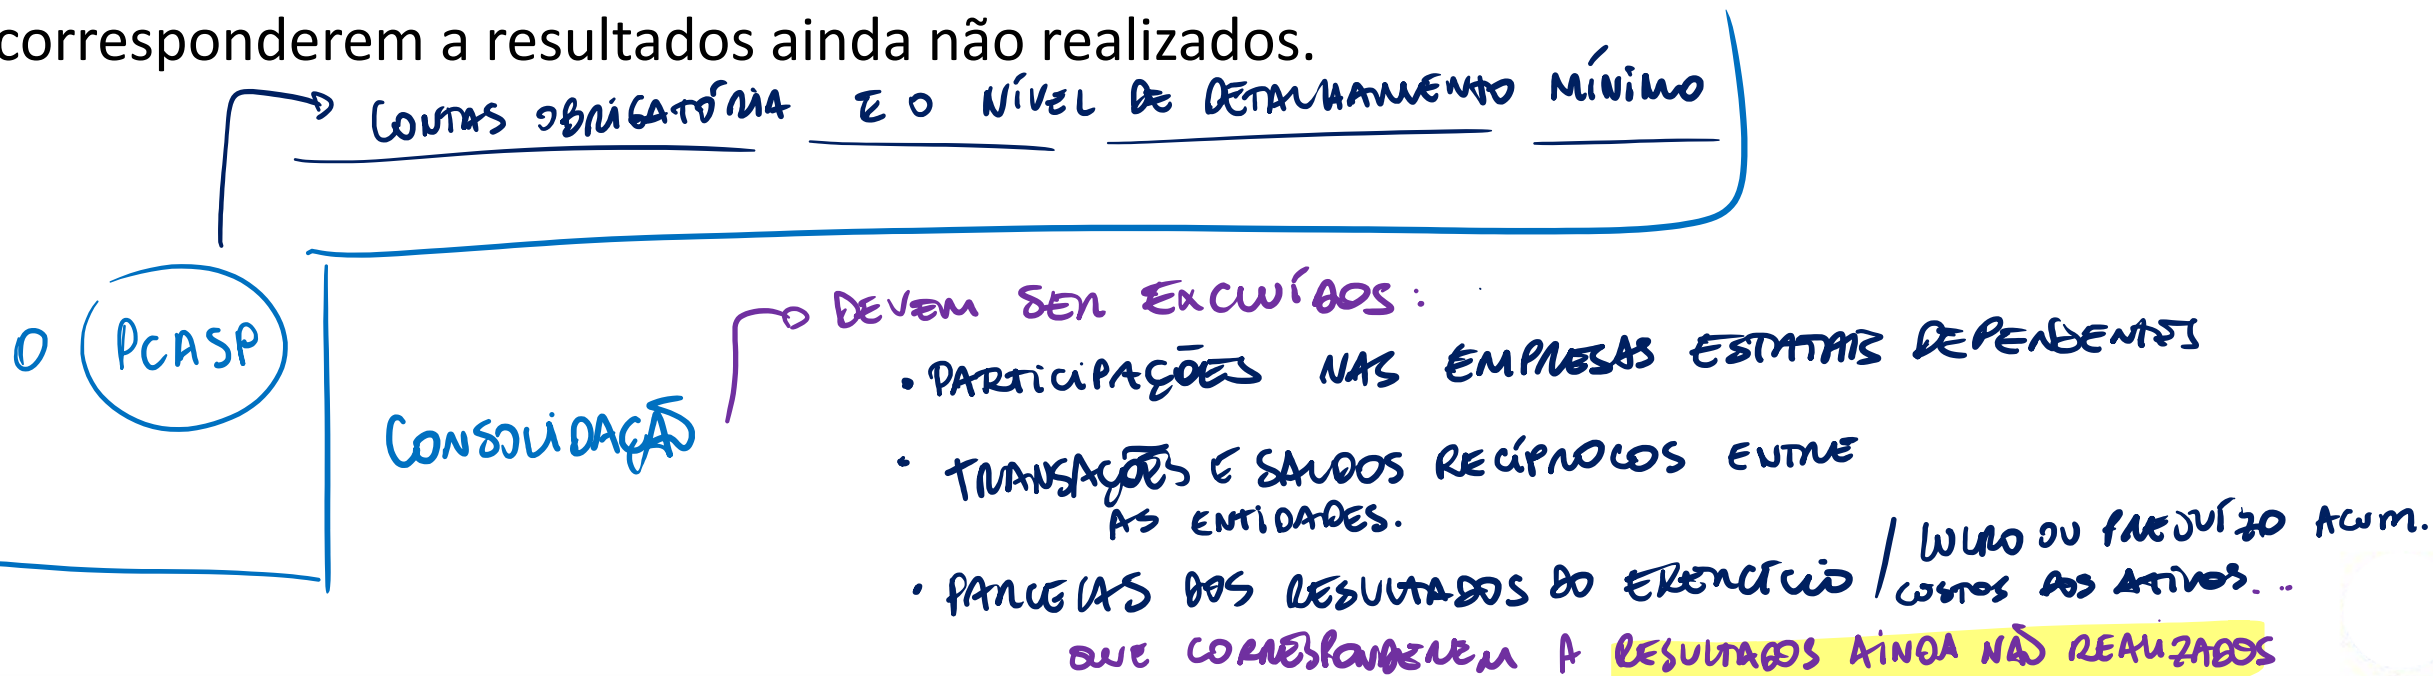 corresponderem a resultados ainda não realizados.
CONTAS OBRIGATÓRIA E O NÍVEL DE DETALHAMENTO MÍNIMO
O PCASP
CONSOLIDAÇÃO
DEVEM SER EXCLUÍDOS:
• PARTICIPAÇÕES NAS EMPRESAS ESTATAIS DEPENDENTES
• TRANSAÇÕES E SALDOS RECÍPROCOS ENTRE
AS ENTIDADES.
• PARCELAS DOS RESULTADOS DO EXERCÍCIO / LUCRO OU PREJUÍZO ACUM.
CUSTOS DOS ATIVOS...
QUE CORRESPONDEREM A RESULTADOS AINDA NÃO REALIZADOS